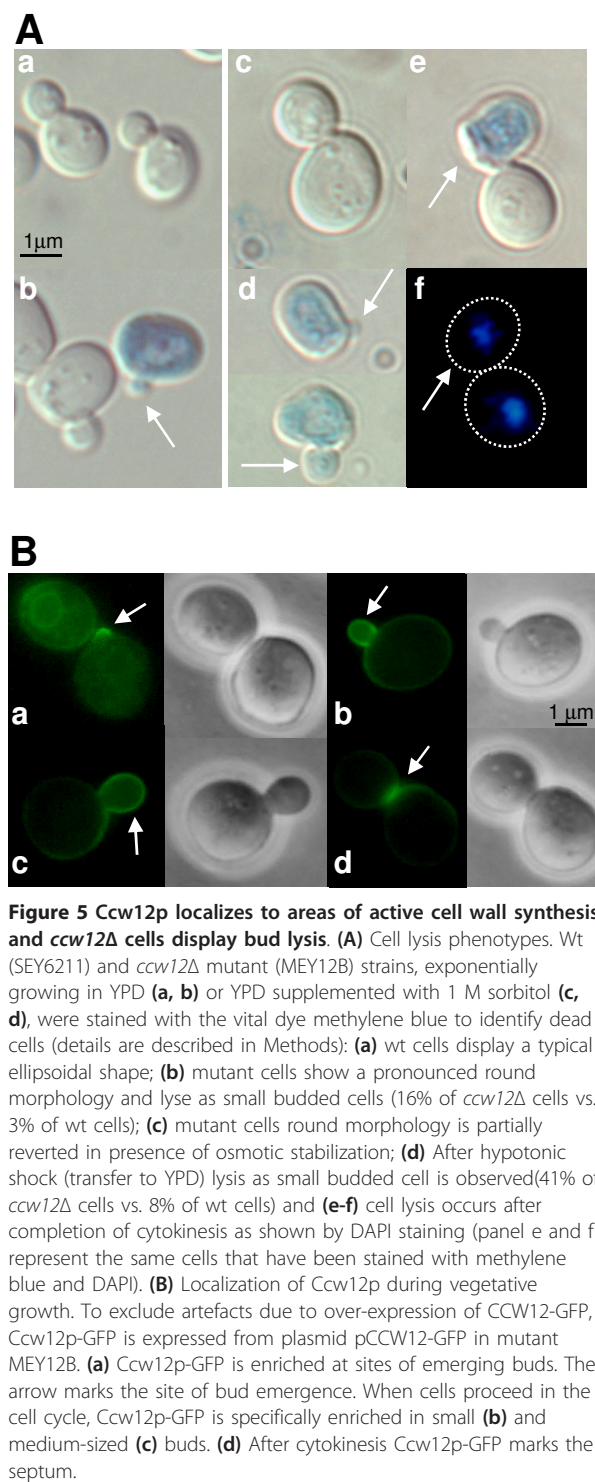 A
a
c
e
1μm
b
d
f
B
a
b
1 μm
c
d
Figure 5 Ccw12p localizes to areas of active cell wall synthesis
and ccw12Δ cells display bud lysis. (A) Cell lysis phenotypes. Wt
(SEY6211) and ccw12Δ mutant (MEY12B) strains, exponentially
growing in YPD (a, b) or YPD supplemented with 1 M sorbitol (c,
d), were stained with the vital dye methylene blue to identify dead
cells (details are described in Methods): (a) wt cells display a typical
ellipsoidal shape; (b) mutant cells show a pronounced round
morphology and lyse as small budded cells (16% of ccw12Δ cells vs.
3% of wt cells); (c) mutant cells round morphology is partially
reverted in presence of osmotic stabilization; (d) After hypotonic
shock (transfer to YPD) lysis as small budded cell is observed(41% of
ccw12Δ cells vs. 8% of wt cells) and (e-f) cell lysis occurs after
completion of cytokinesis as shown by DAPI staining (panel e and f
represent the same cells that have been stained with methylene
blue and DAPI). (B) Localization of Ccw12p during vegetative
growth. To exclude artefacts due to over-expression of CCW12-GFP,
Ccw12p-GFP is expressed from plasmid pCCW12-GFP in mutant
MEY12B. (a) Ccw12p-GFP is enriched at sites of emerging buds. The
arrow marks the site of bud emergence. When cells proceed in the
cell cycle, Ccw12p-GFP is specifically enriched in small (b) and
medium-sized (c) buds. (d) After cytokinesis Ccw12p-GFP marks the
septum.